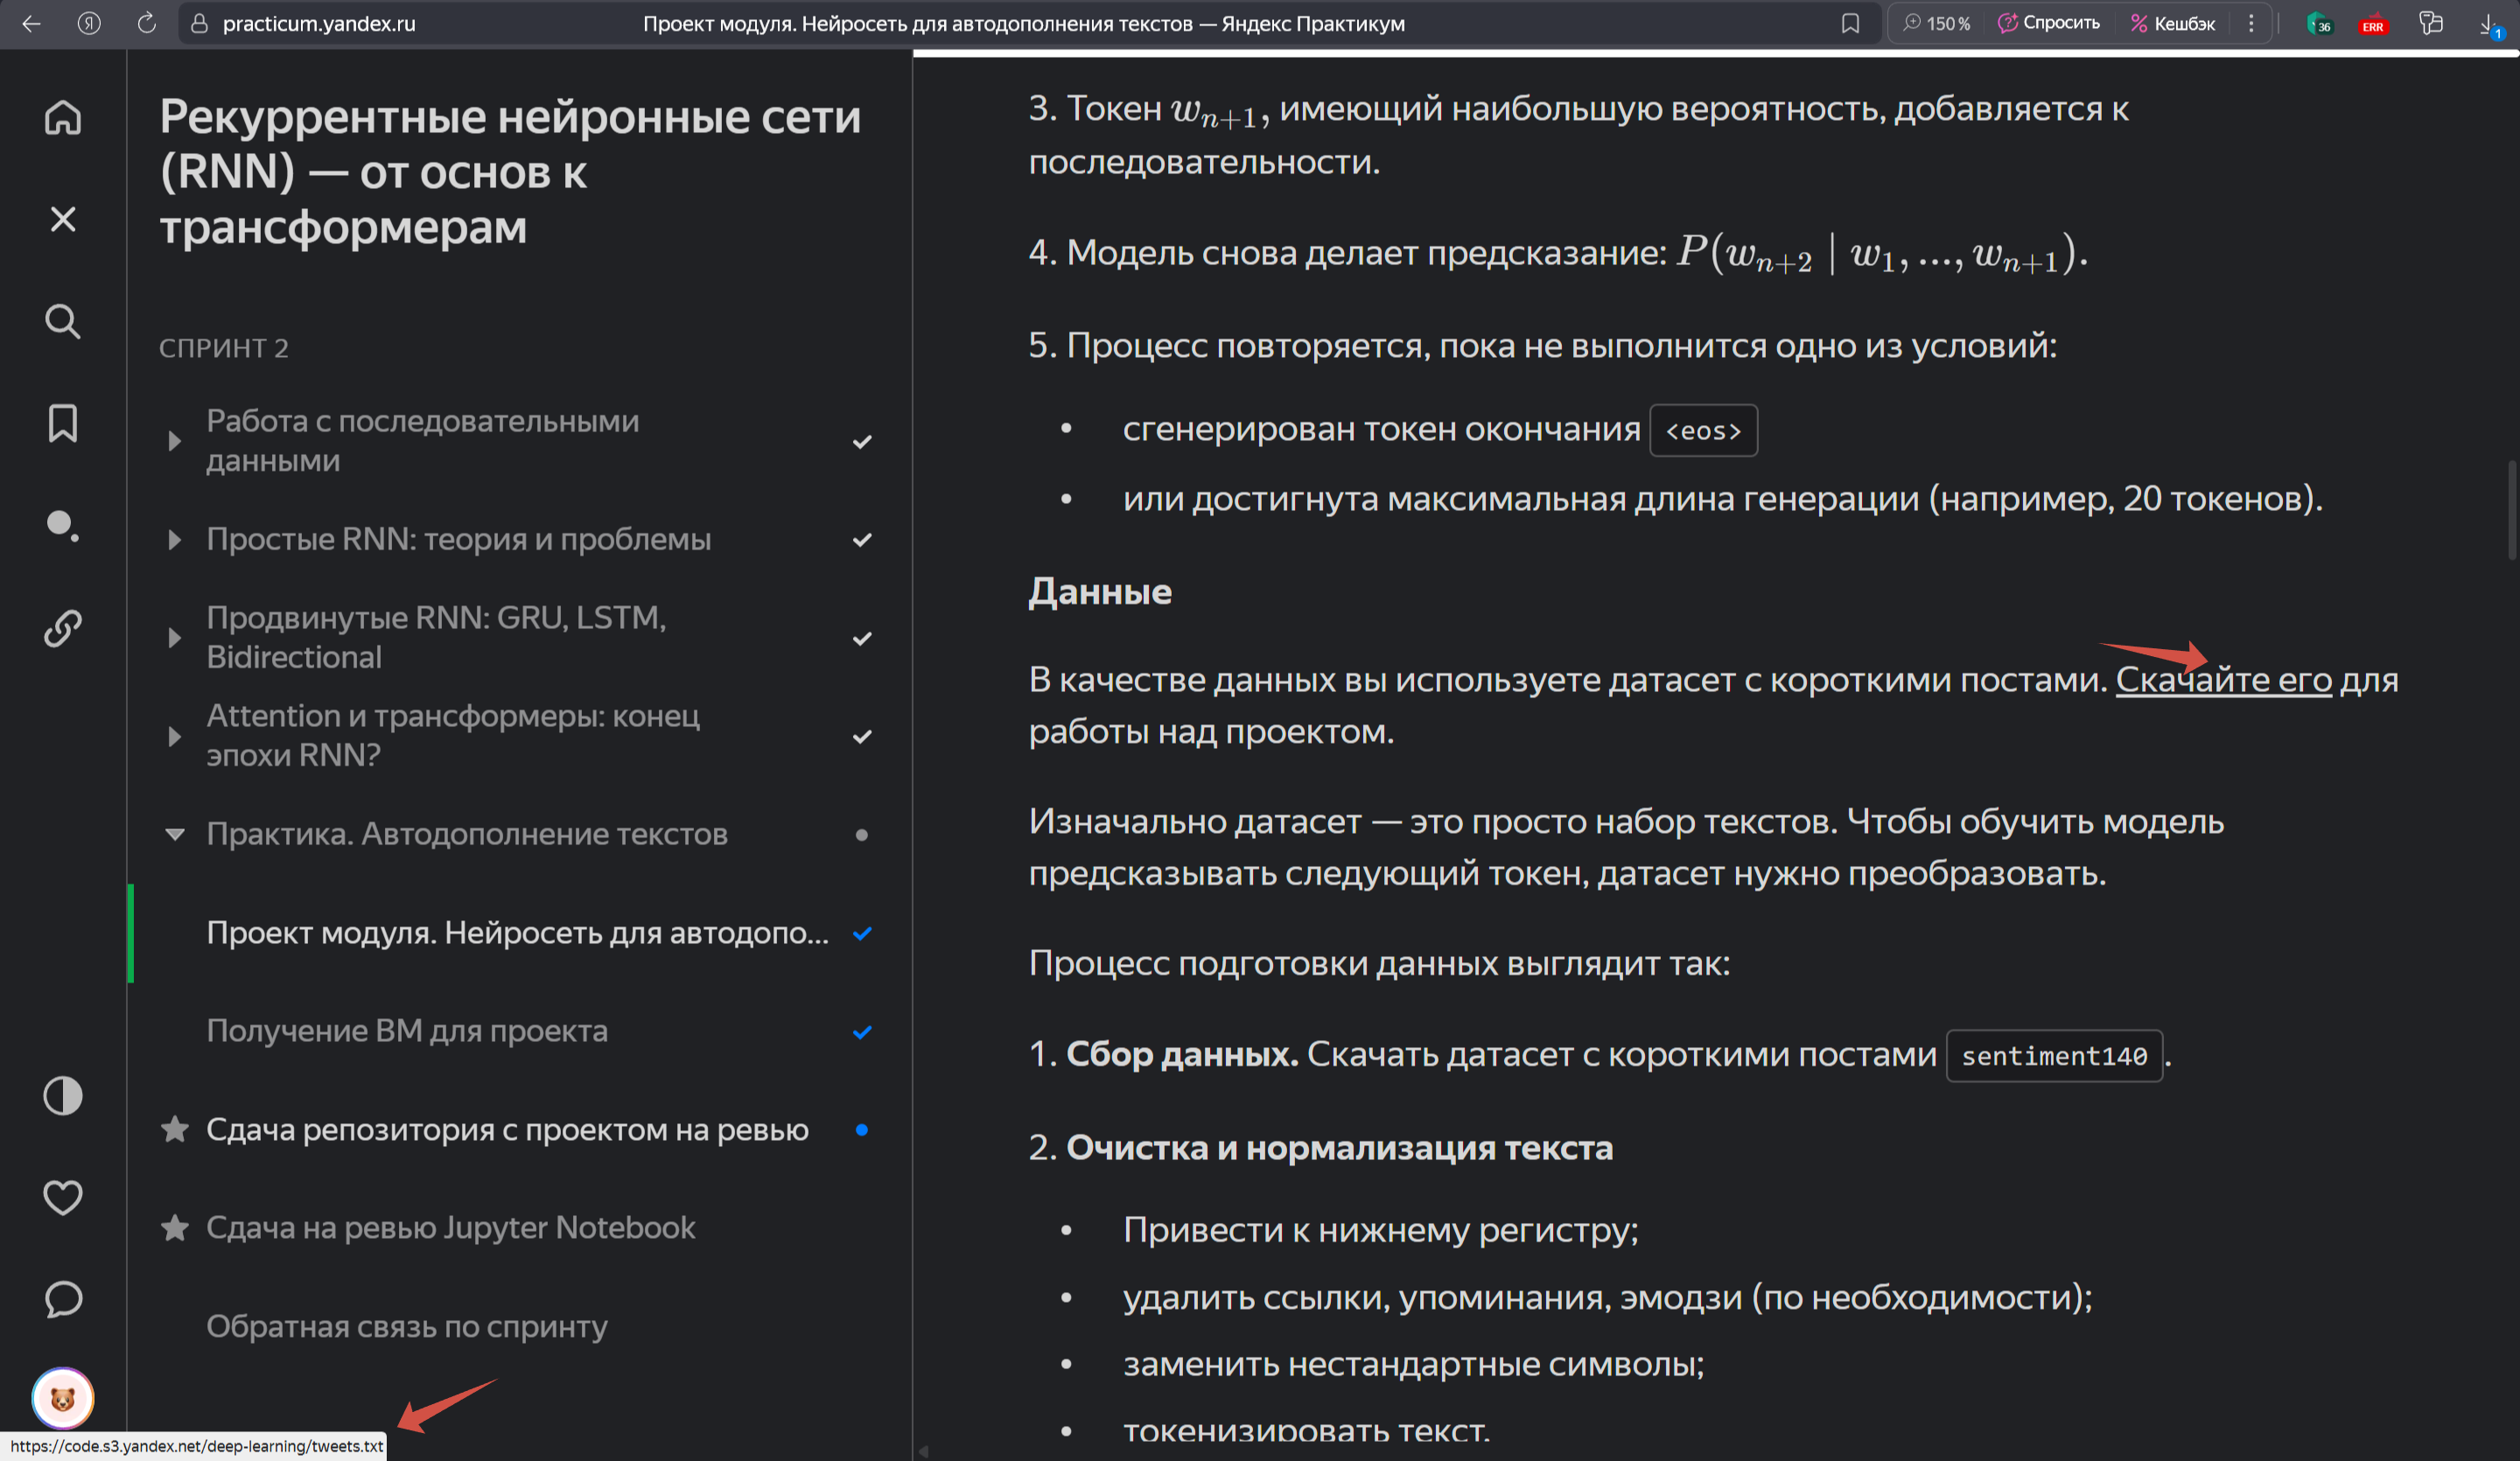 practicum.yandex.ru
Проект модуля. Нейросеть для автодополнения текстов — Яндекс Практикум
150 %
Спросить
Кешбэк
36
ERR
1
Рекуррентные нейронные сети
(RNN) — от основ к
трансформерам
СПРИНТ 2
Работа с последовательными
данными
Простые RNN: теория и проблемы
Продвинутые RNN: GRU, LSTM,
Bidirectional
Attention и трансформеры: конец
эпохи RNN?
Практика. Автодополнение текстов
Проект модуля. Нейросеть для автодопо...
Получение ВМ для проекта
Сдача репозитория с проектом на ревью
Сдача на ревью Jupyter Notebook
Обратная связь по спринту
https://code.s3.yandex.net/deep-learning/tweets.txt
3. Токен w_{n+1}, имеющий наибольшую вероятность, добавляется к
последовательности.
4. Модель снова делает предсказание: P(w_{n+2} | w_1, ..., w_{n+1}).
5. Процесс повторяется, пока не выполнится одно из условий:
• сгенерирован токен окончания <eos>
• или достигнута максимальная длина генерации (например, 20 токенов).
Данные
В качестве данных вы используете датасет с короткими постами. Скачайте его для
работы над проектом.
Изначально датасет — это просто набор текстов. Чтобы обучить модель
предсказывать следующий токен, датасет нужно преобразовать.
Процесс подготовки данных выглядит так:
1. Сбор данных. Скачать датасет с короткими постами sentiment140.
2. Очистка и нормализация текста
• Привести к нижнему регистру;
• удалить ссылки, упоминания, эмодзи (по необходимости);
• заменить нестандартные символы;
• токенизировать текст.